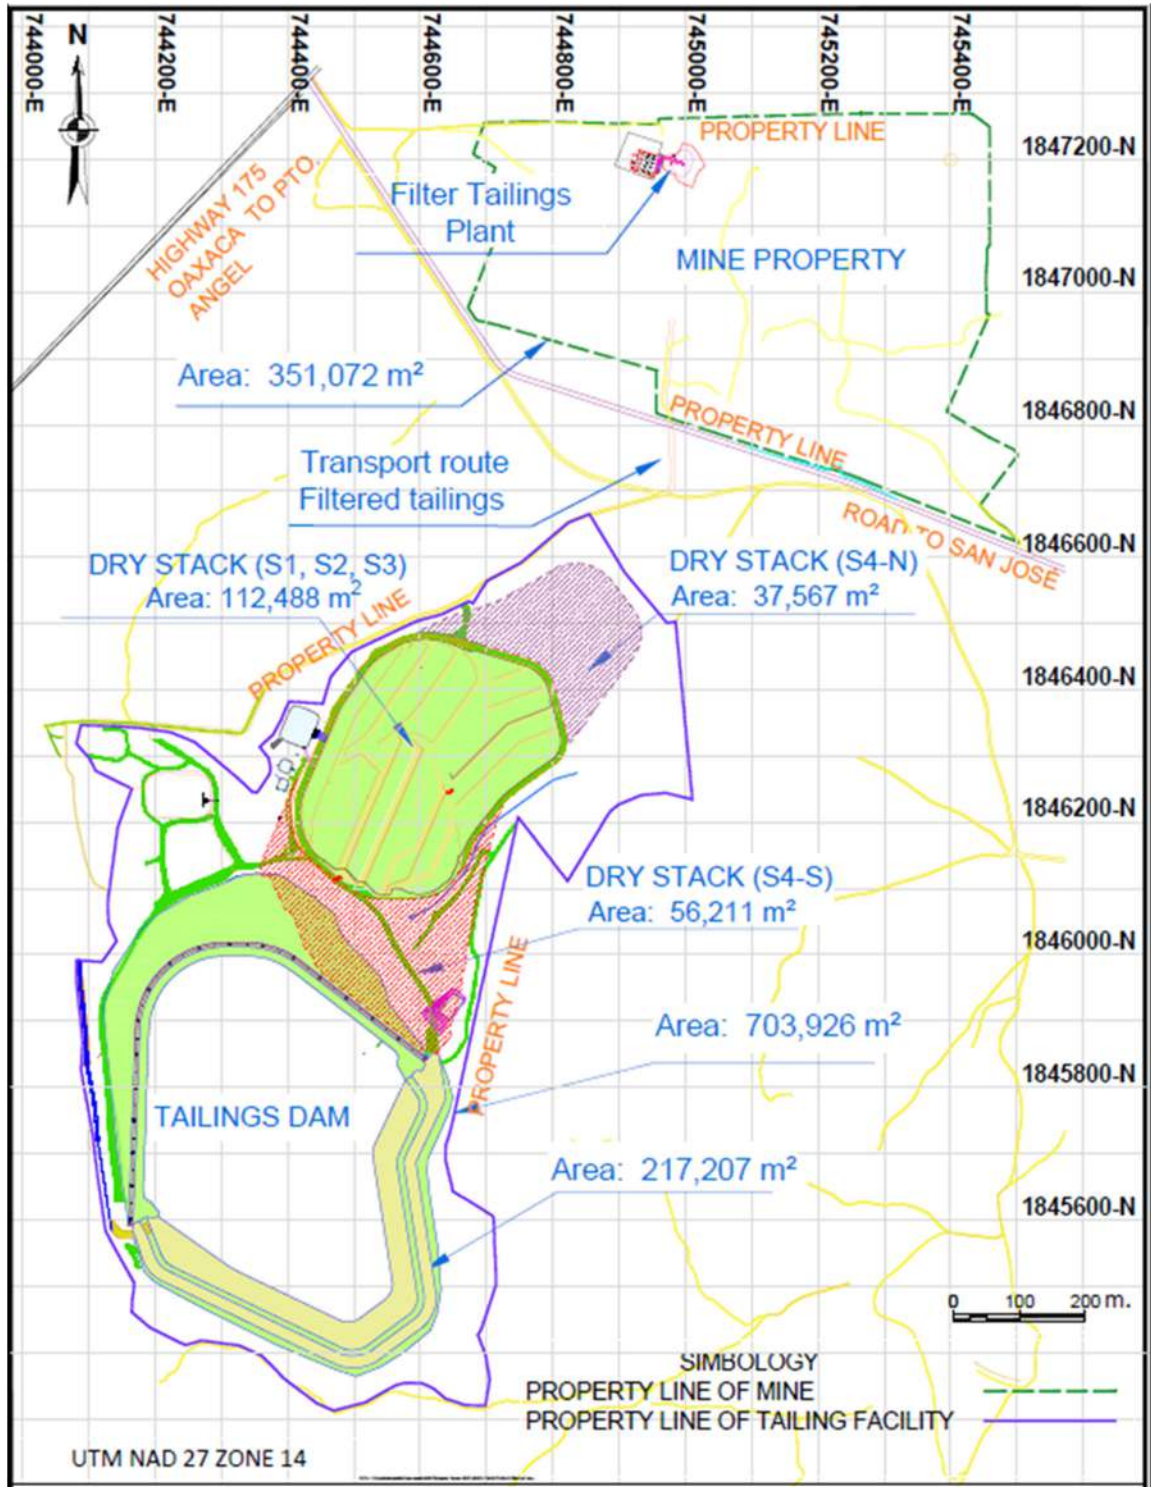 744000-E
744200-E
744400-E
744600-E
744800-E
745000-E
745200-E
745400-E
N
PROPERTY LINE
1847200-N
HIGHWAY 175
OAXACA TO PTO.
ANGEL
Filter Tailings
Plant
MINE PROPERTY
1847000-N
Area: 351,072 m²
1846800-N
PROPERTY LINE
Transport route
Filtered tailings
ROAD TO SAN JOSÉ
1846600-N
DRY STACK (S1, S2, S3)
Area: 112,488 m²
DRY STACK (S4-N)
Area: 37,567 m²
PROPERTY LINE
1846400-N
1846200-N
DRY STACK (S4-S)
Area: 56,211 m²
1846000-N
PROPERTY LINE
Area: 703,926 m²
1845800-N
TAILINGS DAM
Area: 217,207 m²
1845600-N
0 100 200 m.
SIMBOLOGY
PROPERTY LINE OF MINE
PROPERTY LINE OF TAILING FACILITY
UTM NAD 27 ZONE 14